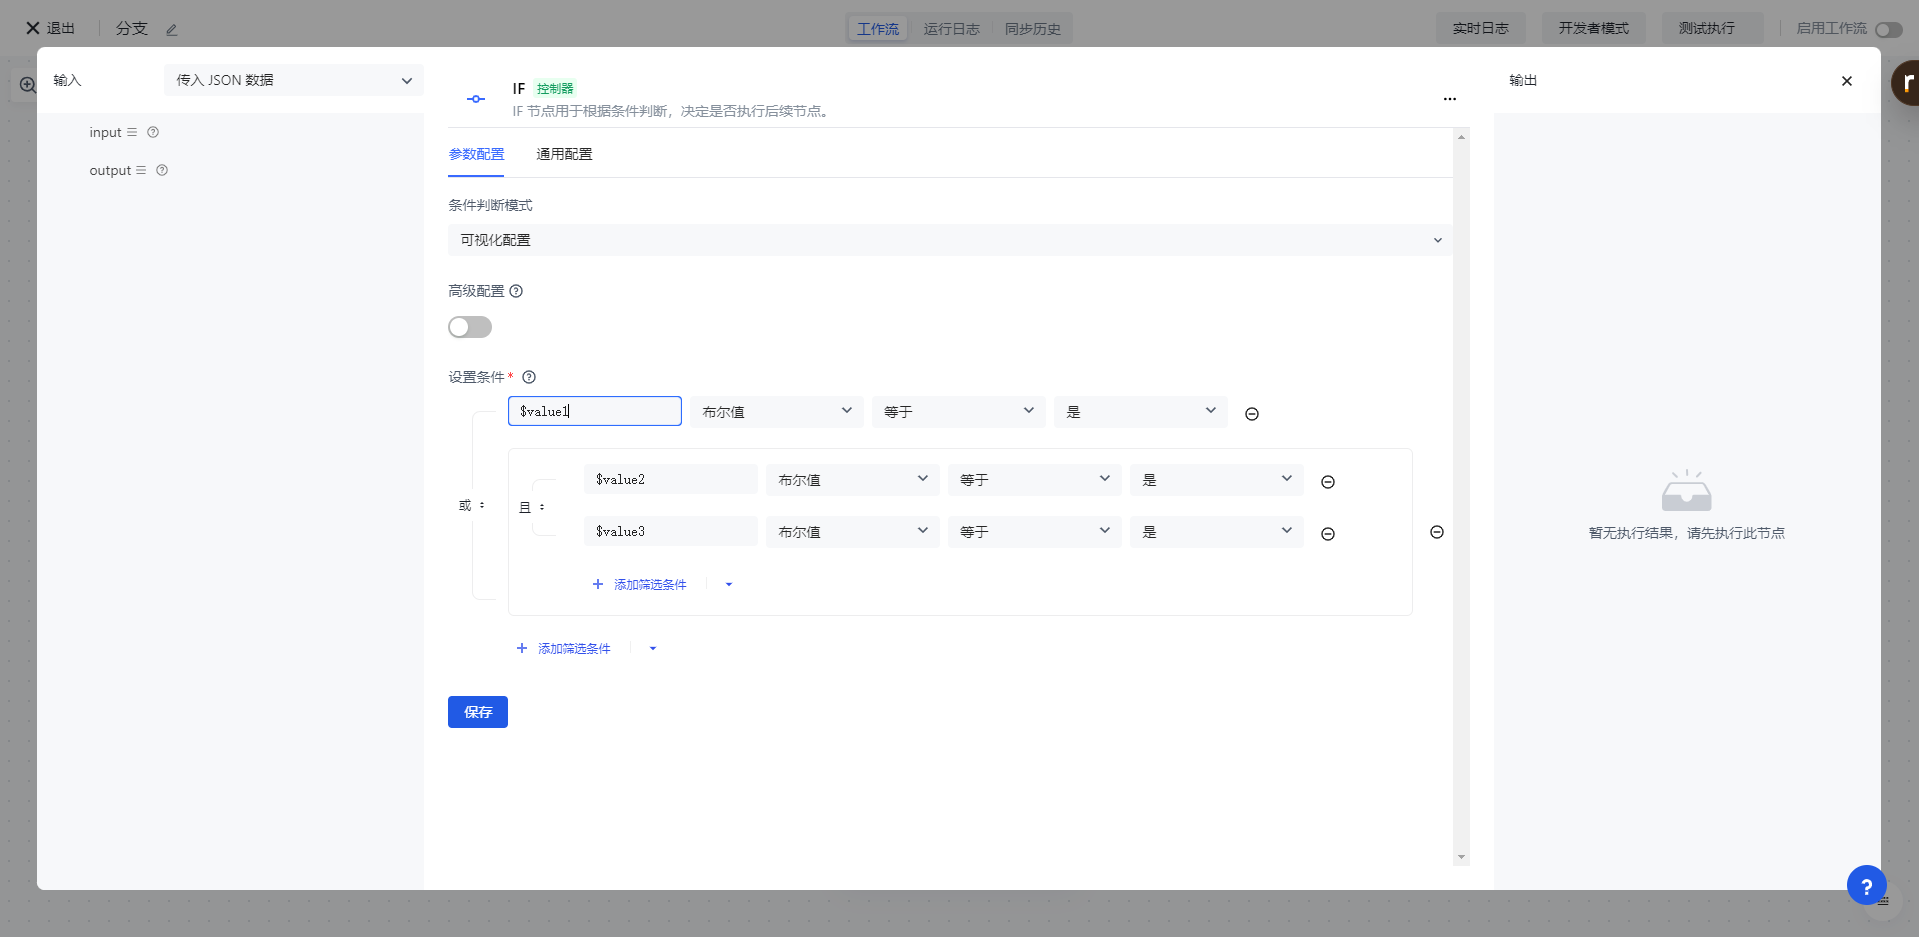 退出
分支
工作流
运行日志
同步历史
实时日志
开发者模式
测试执行
启用工作流
输入
传入 JSON 数据
input
output
IF 控制器
IF 节点用于根据条件判断，决定是否执行后续节点。
参数配置
通用配置
条件判断模式
可视化配置
高级配置
设置条件*
$value1 布尔值 等于 是
或
且
$value2 布尔值 等于 是
$value3 布尔值 等于 是
添加筛选条件
添加筛选条件
保存
输出
暂无执行结果，请先执行此节点
r
?